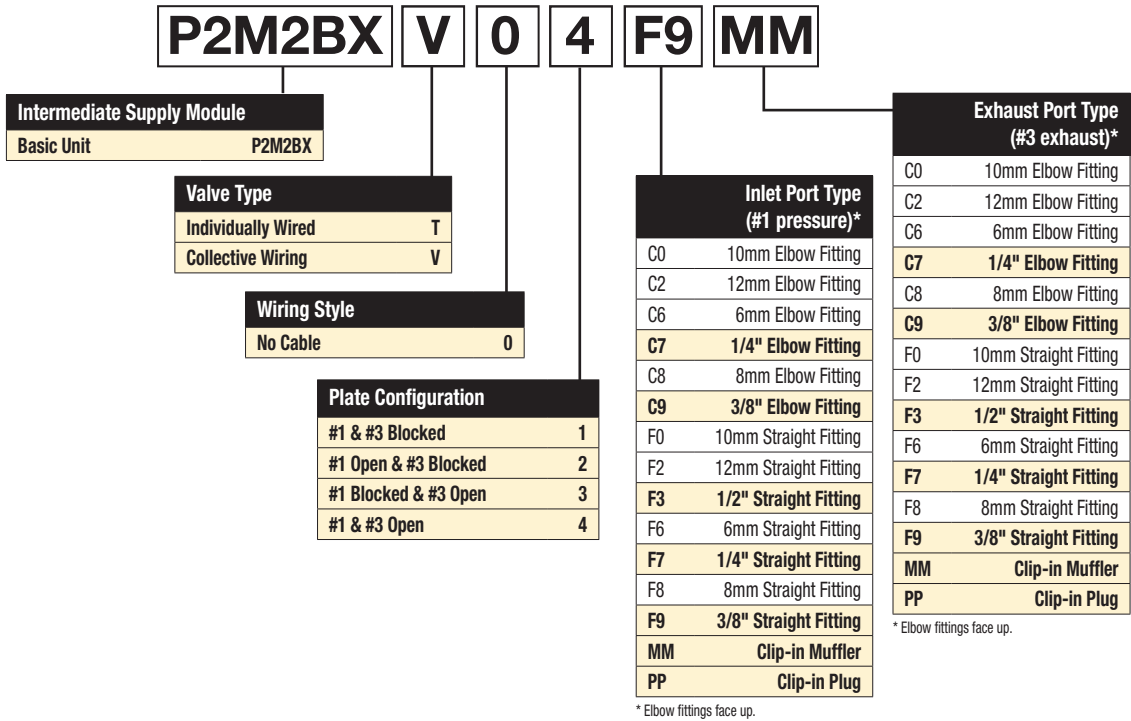 P2M2BX V 0 4 F9 MM
Intermediate Supply Module
Basic Unit P2M2BX
Valve Type
Individually Wired T
Collective Wiring V
Wiring Style
No Cable 0
Plate Configuration
#1 & #3 Blocked 1
#1 Open & #3 Blocked 2
#1 Blocked & #3 Open 3
#1 & #3 Open 4
Inlet Port Type
(#1 pressure)*
C0 10mm Elbow Fitting
C2 12mm Elbow Fitting
C6 6mm Elbow Fitting
C7 1/4" Elbow Fitting
C8 8mm Elbow Fitting
C9 3/8" Elbow Fitting
F0 10mm Straight Fitting
F2 12mm Straight Fitting
F3 1/2" Straight Fitting
F6 6mm Straight Fitting
F7 1/4" Straight Fitting
F8 8mm Straight Fitting
F9 3/8" Straight Fitting
MM Clip-in Muffler
PP Clip-in Plug
* Elbow fittings face up.
Exhaust Port Type
(#3 exhaust)*
C0 10mm Elbow Fitting
C2 12mm Elbow Fitting
C6 6mm Elbow Fitting
C7 1/4" Elbow Fitting
C8 8mm Elbow Fitting
C9 3/8" Elbow Fitting
F0 10mm Straight Fitting
F2 12mm Straight Fitting
F3 1/2" Straight Fitting
F6 6mm Straight Fitting
F7 1/4" Straight Fitting
F8 8mm Straight Fitting
F9 3/8" Straight Fitting
MM Clip-in Muffler
PP Clip-in Plug
* Elbow fittings face up.